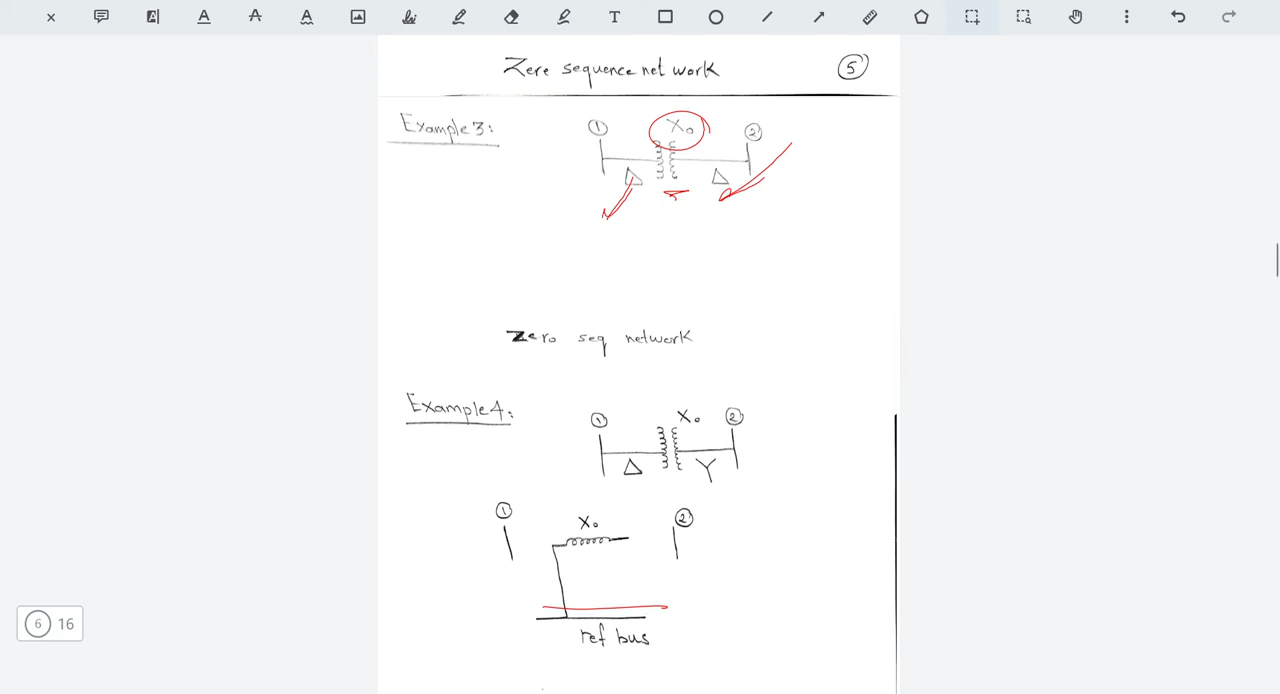 Zere sequence net work
5
Example 3:
1
X₀
2
Δ
Δ
Zero seq network
Example 4:
1
X₀
2
Δ
Y
1
X₀
2
ref bus
6 16